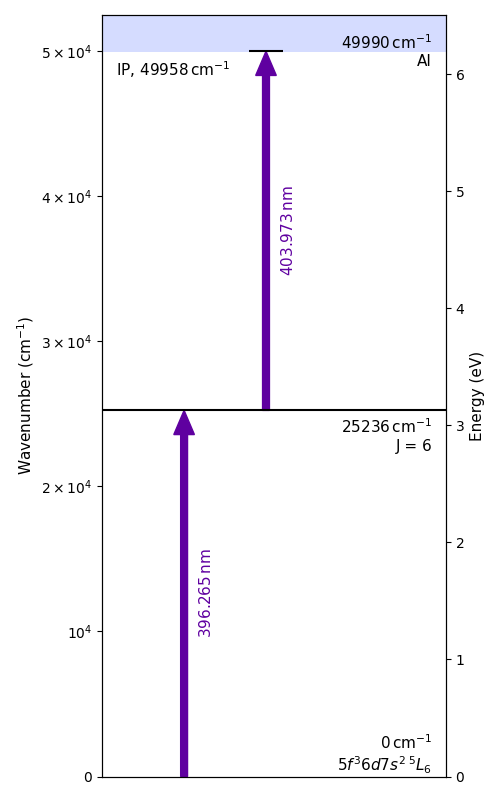 49990 cm⁻¹
AI
IP, 49958 cm⁻¹
403.973 nm
25236 cm⁻¹
J = 6
396.265 nm
0 cm⁻¹
5f³6d7s² ⁵L₆
Wavenumber (cm⁻¹)
5 × 10⁴
4 × 10⁴
3 × 10⁴
2 × 10⁴
10⁴
0
Energy (eV)
6
5
4
3
2
1
0